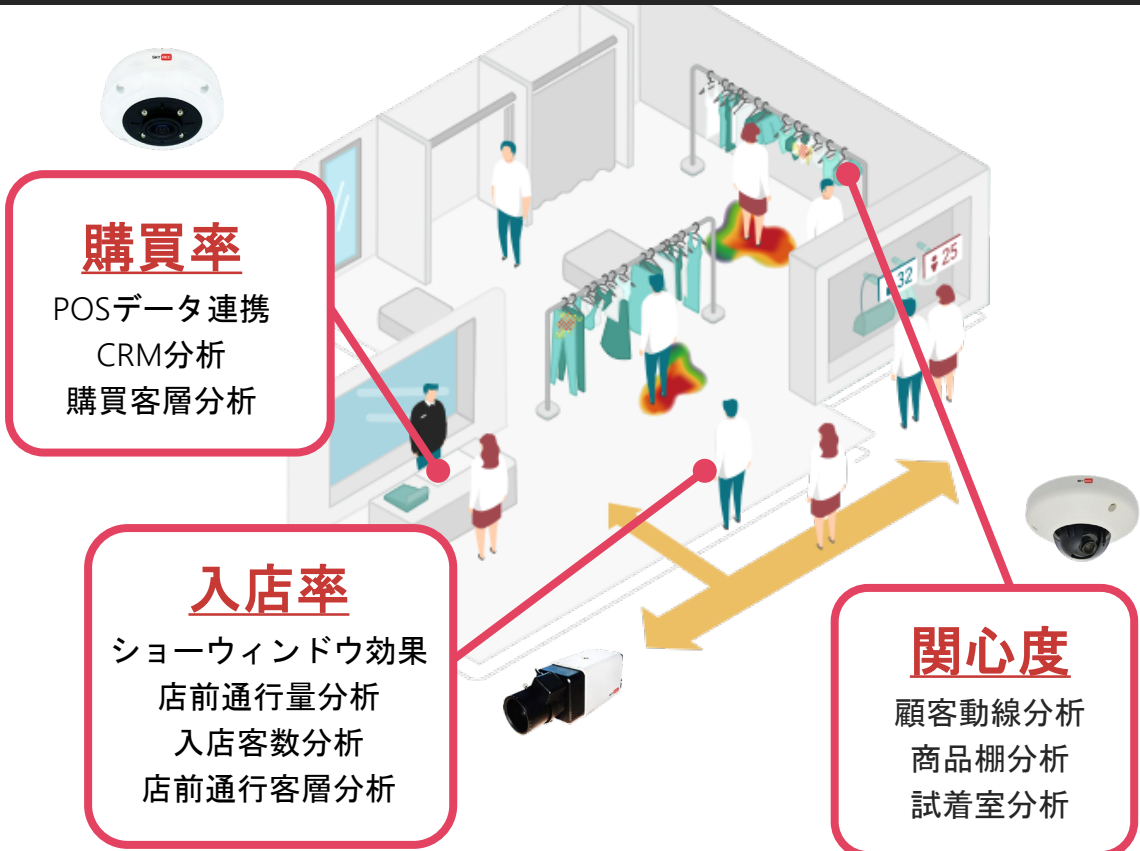 購買率
POSデータ連携
CRM分析
購買客層分析
32
25
入店率
ショーウィンドウ効果
店前通行量分析
入店客数分析
店前通行客層分析
関心度
顧客動線分析
商品棚分析
試着室分析